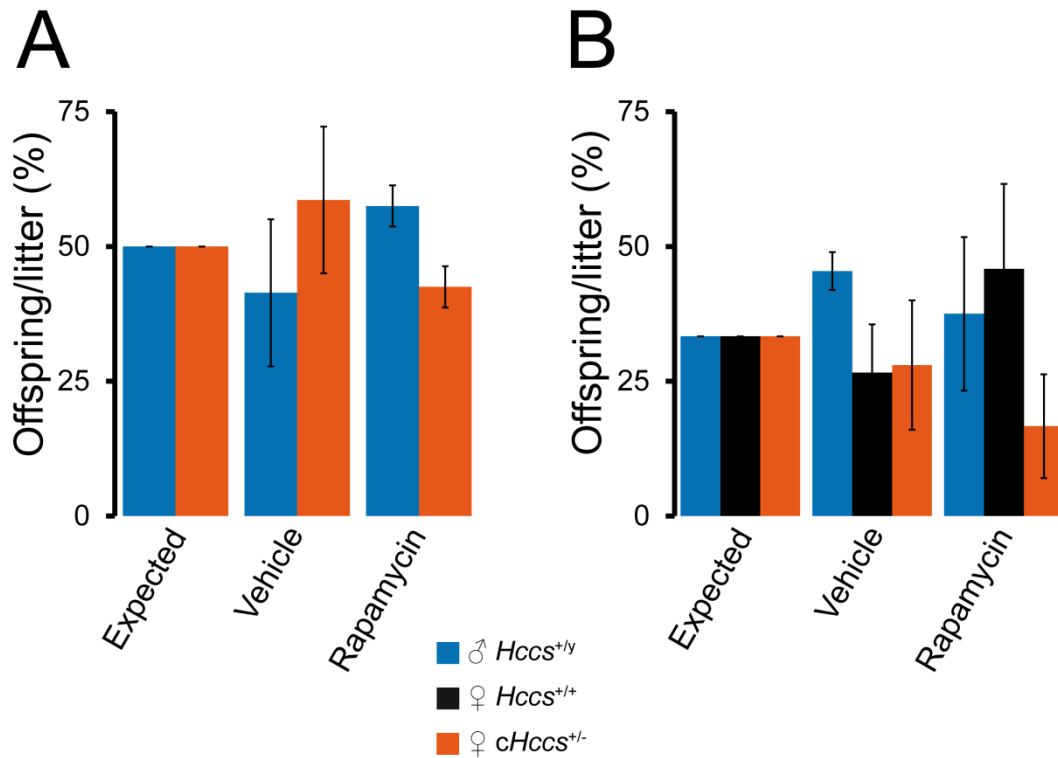 A
Offspring/litter (%)
75
50
25
0
Expected
Vehicle
Rapamycin
B
Offspring/litter (%)
75
50
25
0
Expected
Vehicle
Rapamycin
♂ Hccs+/y
♀ Hccs+/+
♀ cHccs+/-